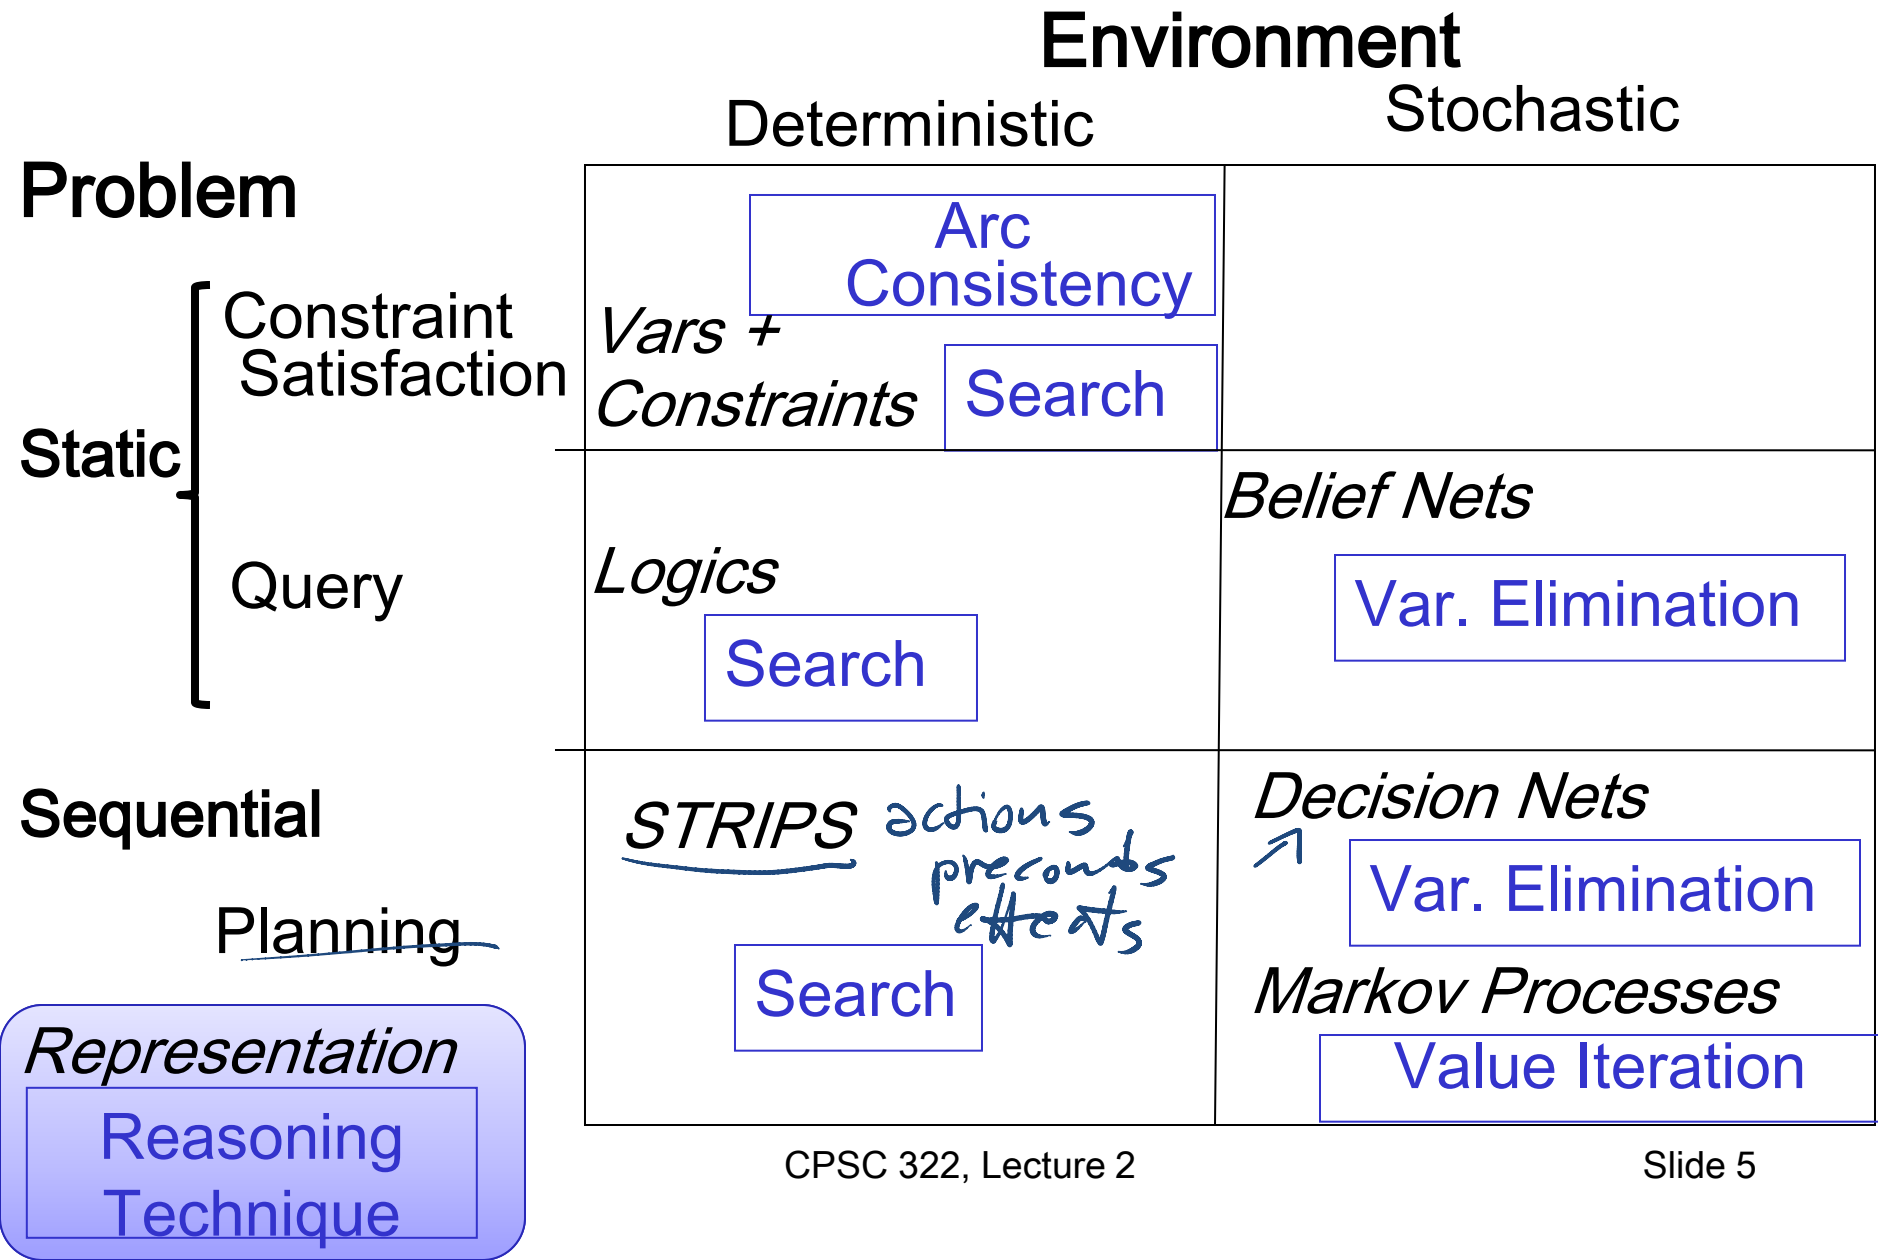 Environment
Deterministic
Stochastic
Problem
Arc
Consistency
Constraint
Satisfaction
Vars +
Constraints
Search
Static
Belief Nets
Query
Logics
Var. Elimination
Search
Sequential
STRIPS actions
preconds
effects
Decision Nets
Var. Elimination
Planning
Search
Markov Processes
Value Iteration
Representation
Reasoning
Technique
CPSC 322, Lecture 2
Slide 5